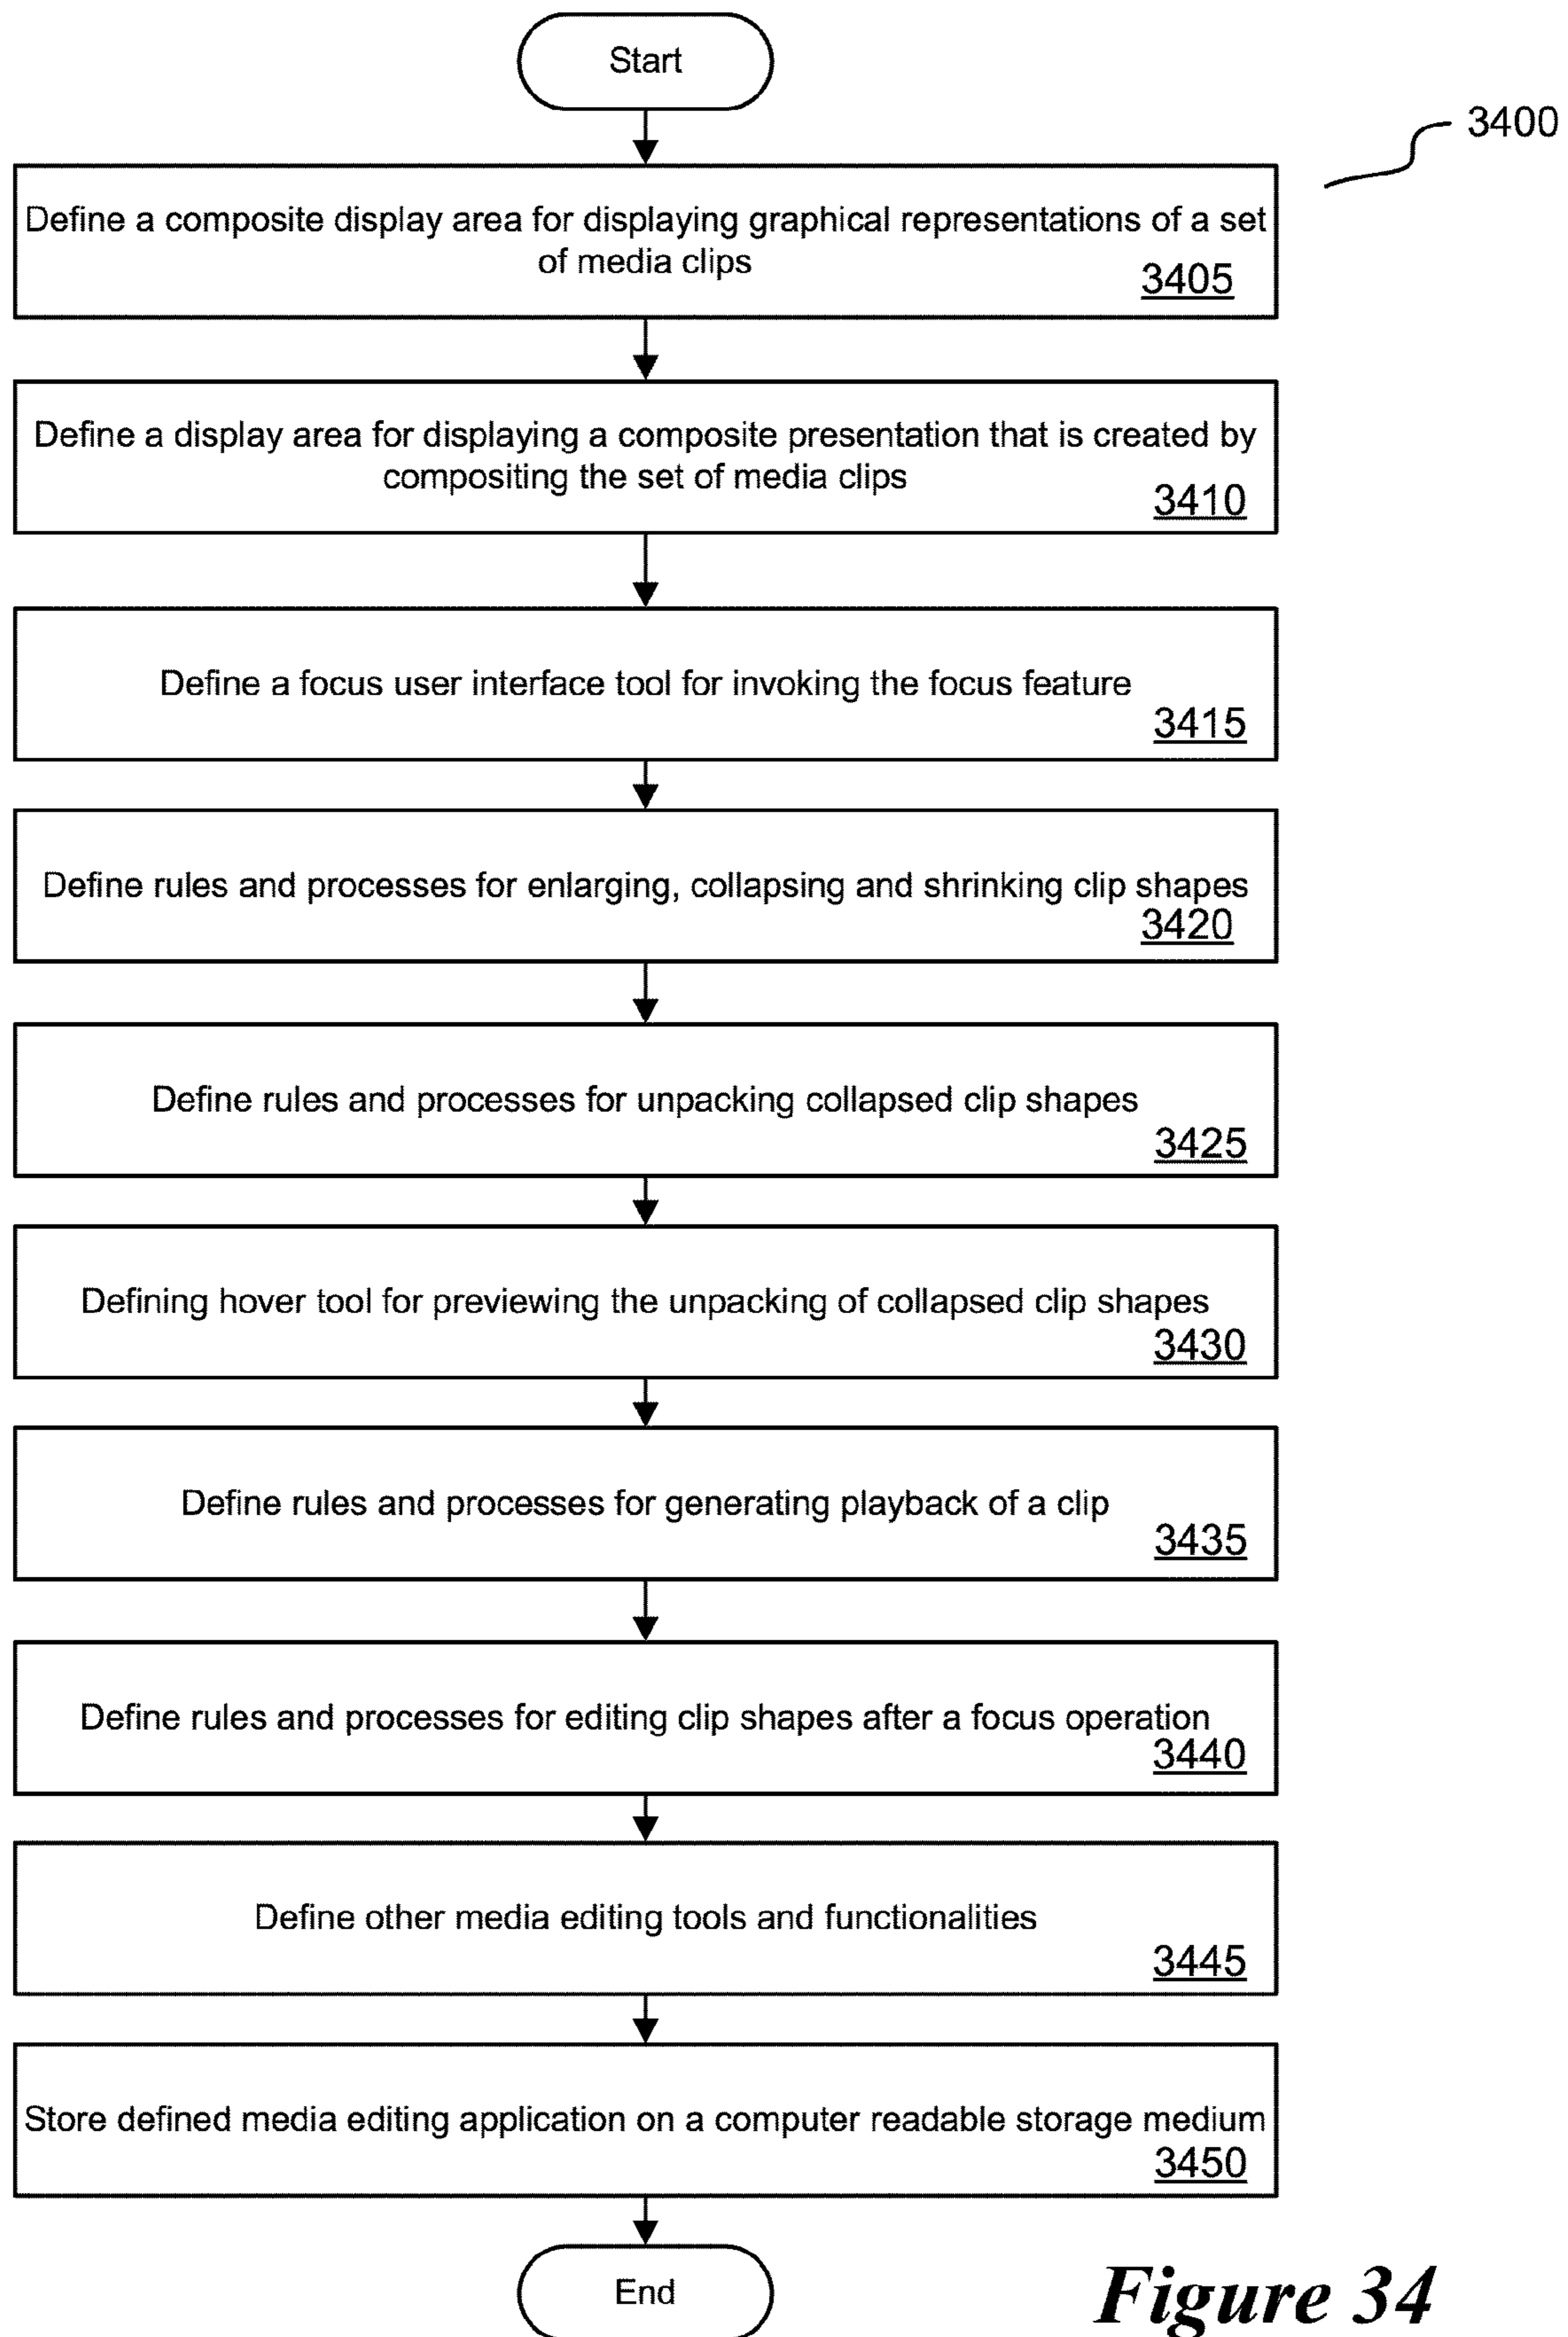 Start
3400
Define a composite display area for displaying graphical representations of a set
of media clips
3405
Define a display area for displaying a composite presentation that is created by
compositing the set of media clips
3410
Define a focus user interface tool for invoking the focus feature
3415
Define rules and processes for enlarging, collapsing and shrinking clip shapes
3420
Define rules and processes for unpacking collapsed clip shapes
3425
Defining hover tool for previewing the unpacking of collapsed clip shapes
3430
Define rules and processes for generating playback of a clip
3435
Define rules and processes for editing clip shapes after a focus operation
3440
Define other media editing tools and functionalities
3445
Store defined media editing application on a computer readable storage medium
3450
End
Figure 34